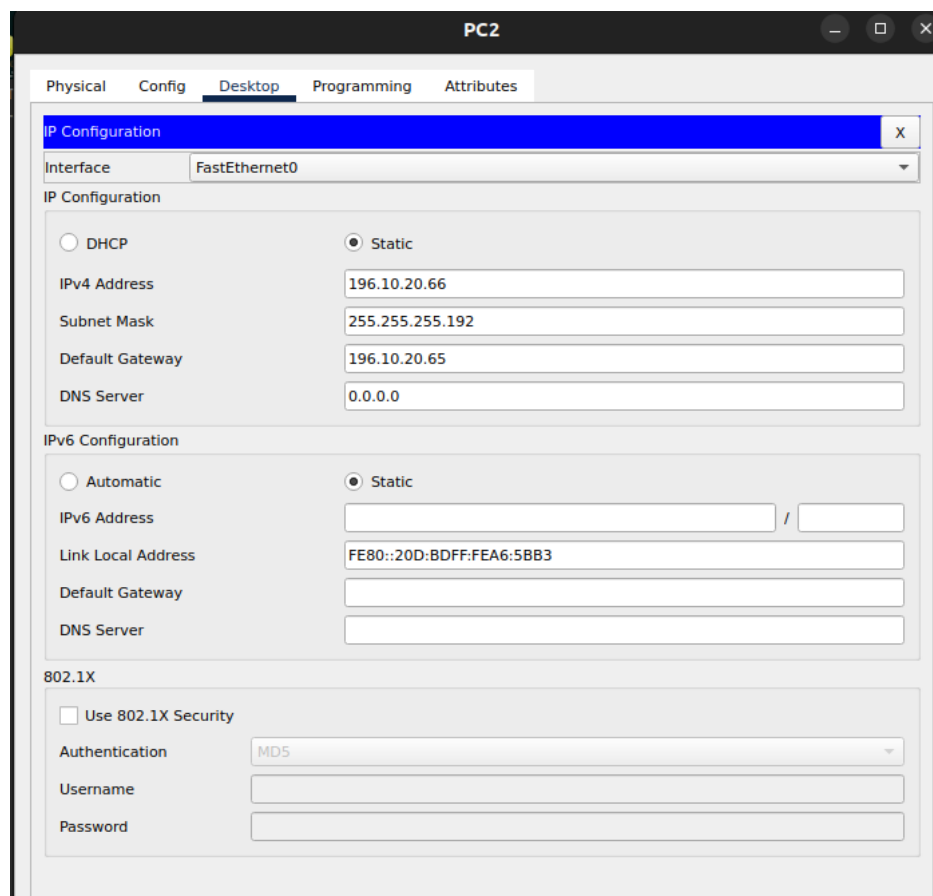 PC2
Physical Config Desktop Programming Attributes
IP Configuration X
Interface FastEthernet0
IP Configuration
DHCP Static
IPv4 Address 196.10.20.66
Subnet Mask 255.255.255.192
Default Gateway 196.10.20.65
DNS Server 0.0.0.0
IPv6 Configuration
Automatic Static
IPv6 Address /
Link Local Address FE80::20D:BDFF:FEA6:5BB3
Default Gateway
DNS Server
802.1X
Use 802.1X Security
Authentication MD5
Username
Password